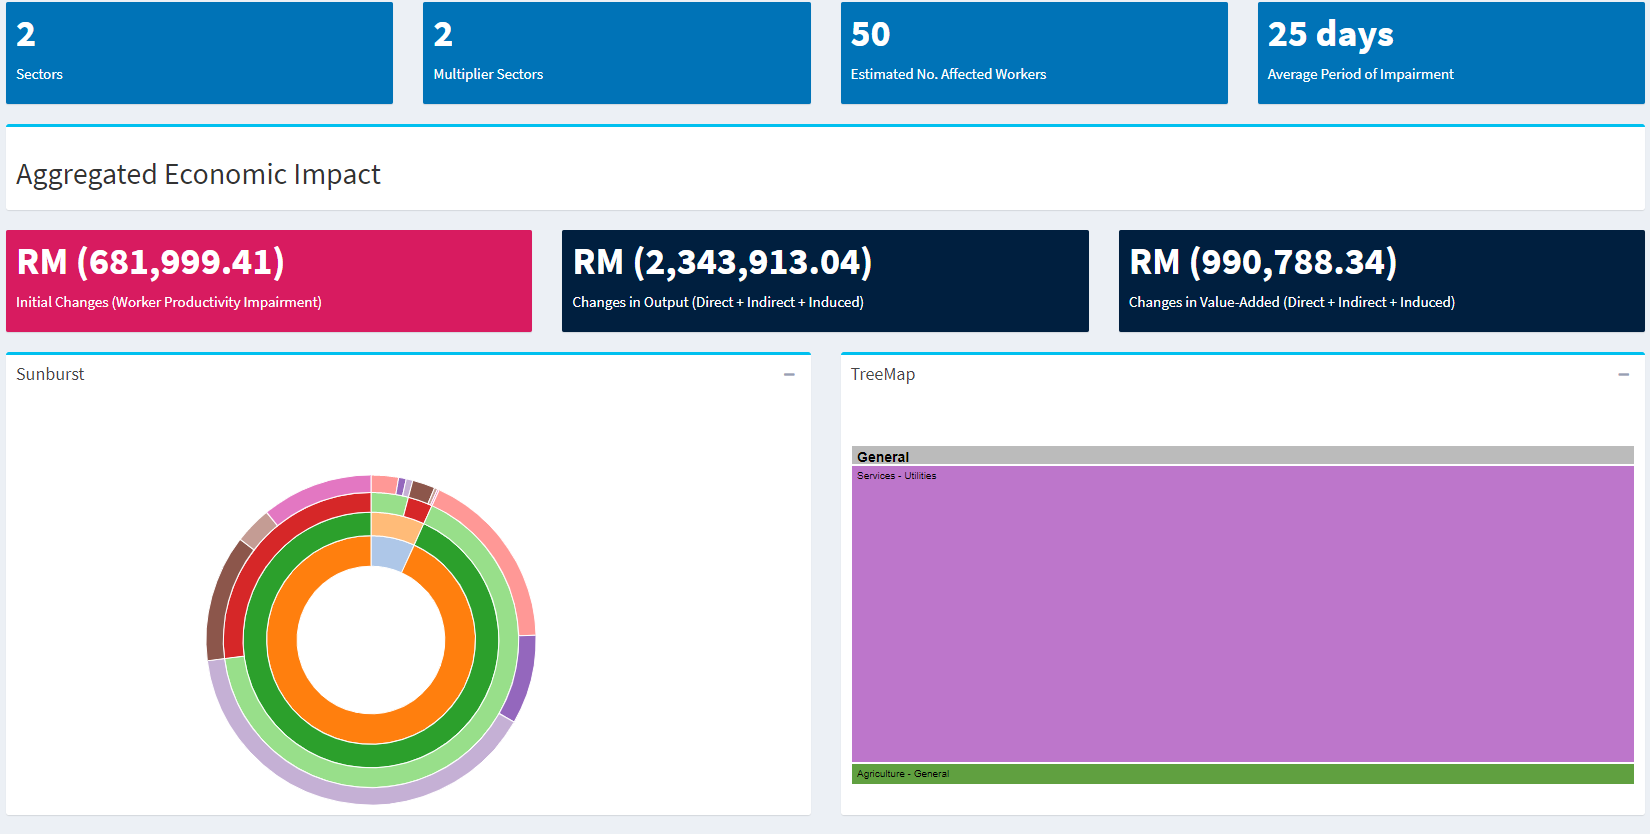 2
Sectors
2
Multiplier Sectors
50
Estimated No. Affected Workers
25 days
Average Period of Impairment
Aggregated Economic Impact
RM (681,999.41)
Initial Changes (Worker Productivity Impairment)
RM (2,343,913.04)
Changes in Output (Direct + Indirect + Induced)
RM (990,788.34)
Changes in Value-Added (Direct + Indirect + Induced)
Sunburst
TreeMap
General
Services - Utilities
Agriculture - General